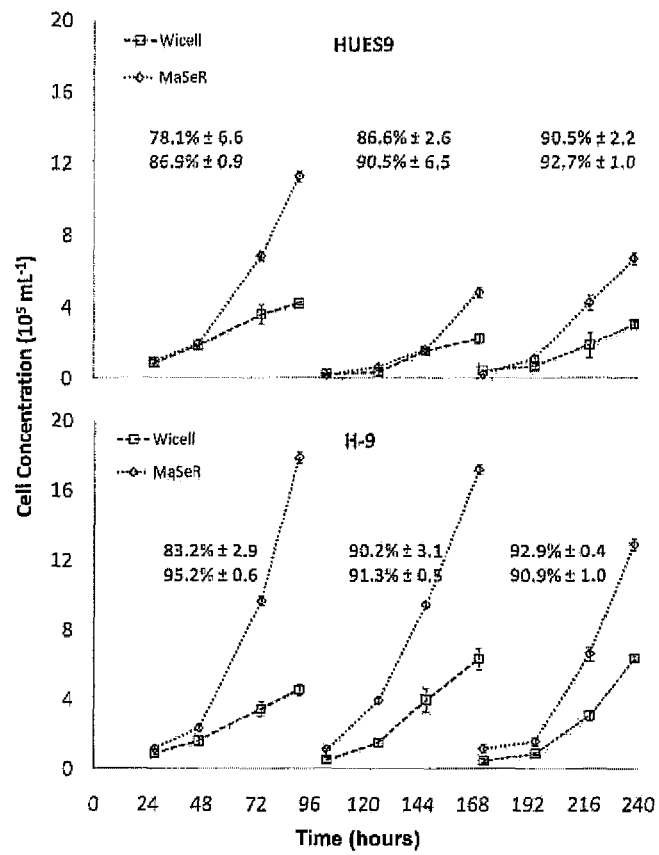 20
16
12
8
4
0
Wicell
MaSeR
HUES9
78.1% ± 6.6
86.9% ± 0.9
86.6% ± 2.6
90.5% ± 6.5
90.5% ± 2.2
92.7% ± 1.0
Cell Concentration (10⁵ mL⁻¹)
20
16
12
8
4
0
Wicell
MaSeR
H-9
83.2% ± 2.9
95.2% ± 0.6
90.2% ± 3.1
91.3% ± 0.5
92.9% ± 0.4
90.9% ± 1.0
0 24 48 72 96 120 144 168 192 216 240
Time (hours)